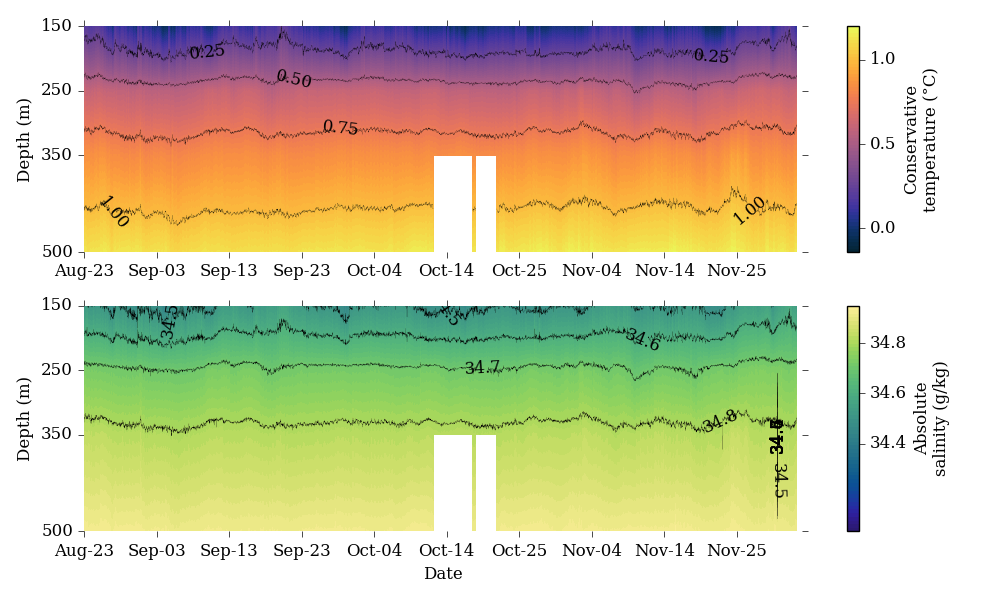 150
250
350
500
Depth (m)
0.25
0.25
0.50
0.75
1.00
1.00
Aug-23 Sep-03 Sep-13 Sep-23 Oct-04 Oct-14 Oct-25 Nov-04 Nov-14 Nov-25
1.0
0.5
0.0
Conservative
temperature (°C)
150
250
350
500
Depth (m)
34.5
34.6
34.7
34.8
34.5
Aug-23 Sep-03 Sep-13 Sep-23 Oct-04 Oct-14 Oct-25 Nov-04 Nov-14 Nov-25
Date
34.8
34.6
34.4
Absolute
salinity (g/kg)